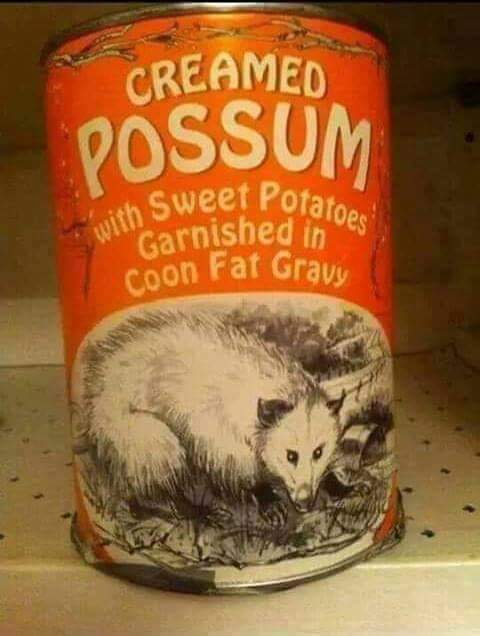 CREAMED
POSSUM
with Sweet Potatoes
Garnished in
Coon Fat Gravy